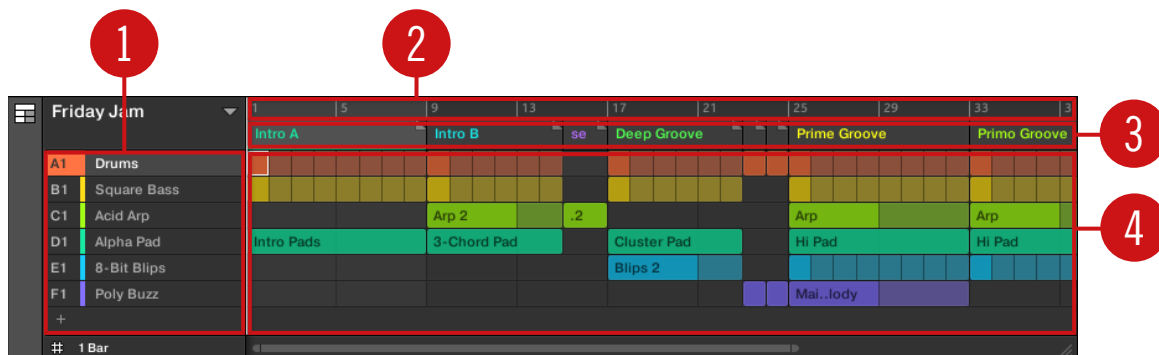 1 2
Friday Jam 1 5 9 13 17 21 25 29 33 3
Intro A Intro B se Deep Groove Prime Groove Primo Groove 3
A1 Drums
B1 Square Bass
C1 Acid Arp Arp 2 .2 Arp Arp 4
D1 Alpha Pad Intro Pads 3-Chord Pad Cluster Pad Hi Pad Hi Pad
E1 8-Bit Blips Blips 2
F1 Poly Buzz Mai..lody
+
1 Bar